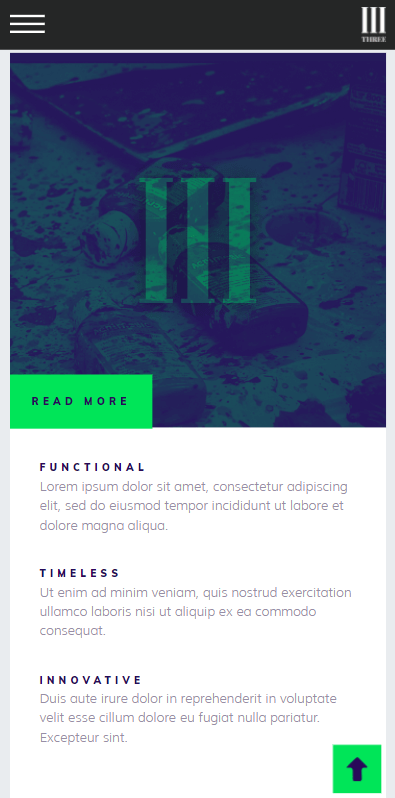 III
THREE
III
READ MORE
FUNCTIONAL
Lorem ipsum dolor sit amet, consectetur adipiscing
elit, sed do eiusmod tempor incididunt ut labore et
dolore magna aliqua.
TIMELESS
Ut enim ad minim veniam, quis nostrud exercitation
ullamco laboris nisi ut aliquip ex ea commodo
consequat.
INNOVATIVE
Duis aute irure dolor in reprehenderit in voluptate
velit esse cillum dolore eu fugiat nulla pariatur.
Excepteur sint.